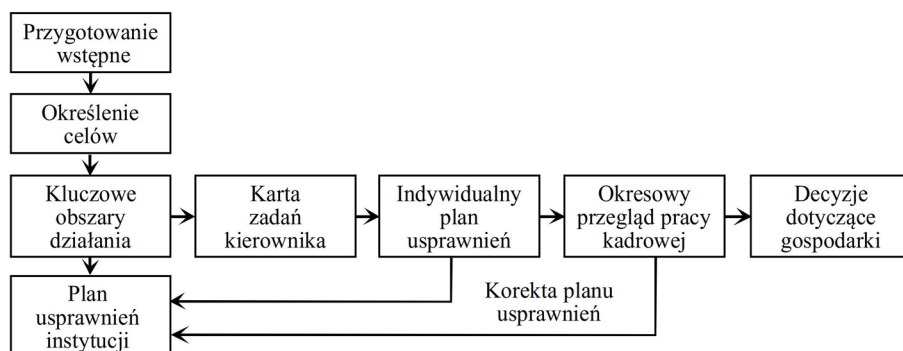 Przygotowanie
wstępne
Określenie
celów
Kluczowe
obszary
działania
Karta
zadań
kierownika
Indywidualny
plan
usprawnień
Okresowy
przegląd pracy
kadrowej
Decyzje
dotyczące
gospodarki
Plan
usprawnień
instytucji
Korekta planu
usprawnień